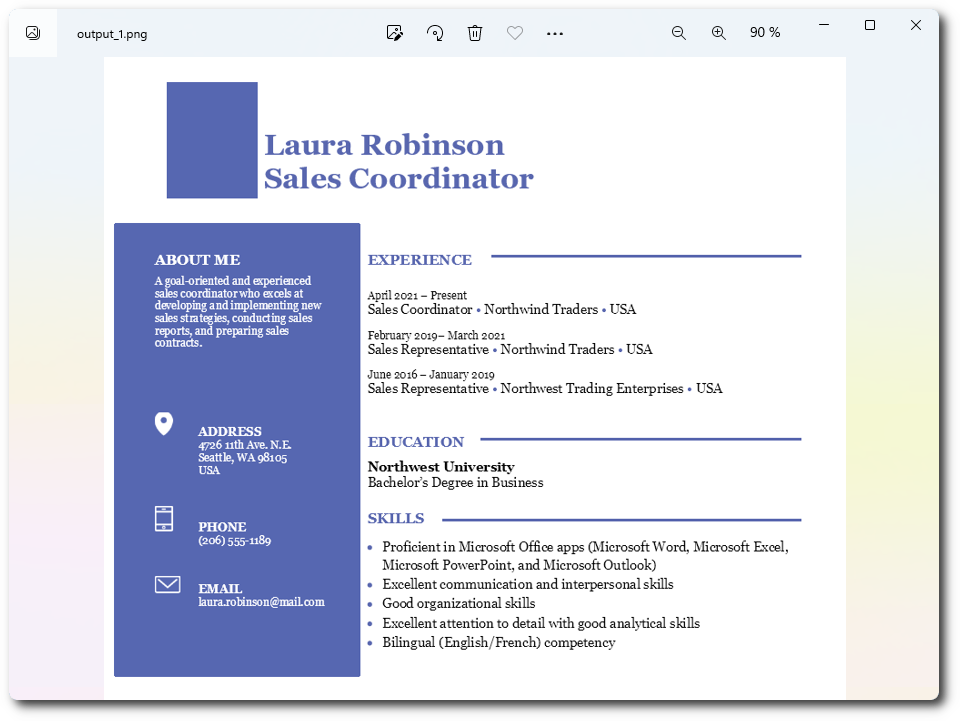 output_1.png
90 %
Laura Robinson
Sales Coordinator
ABOUT ME
A goal-oriented and experienced
sales coordinator who excels at
developing and implementing new
sales strategies, conducting sales
reports, and preparing sales
contracts.
ADDRESS
4726 11th Ave. N.E.
Seattle, WA 98105
USA
PHONE
(206) 555-1189
EMAIL
laura.robinson@mail.com
EXPERIENCE
April 2021 – Present
Sales Coordinator • Northwind Traders • USA
February 2019– March 2021
Sales Representative • Northwind Traders • USA
June 2016 – January 2019
Sales Representative • Northwest Trading Enterprises • USA
EDUCATION
Northwest University
Bachelor’s Degree in Business
SKILLS
• Proficient in Microsoft Office apps (Microsoft Word, Microsoft Excel,
Microsoft PowerPoint, and Microsoft Outlook)
• Excellent communication and interpersonal skills
• Good organizational skills
• Excellent attention to detail with good analytical skills
• Bilingual (English/French) competency